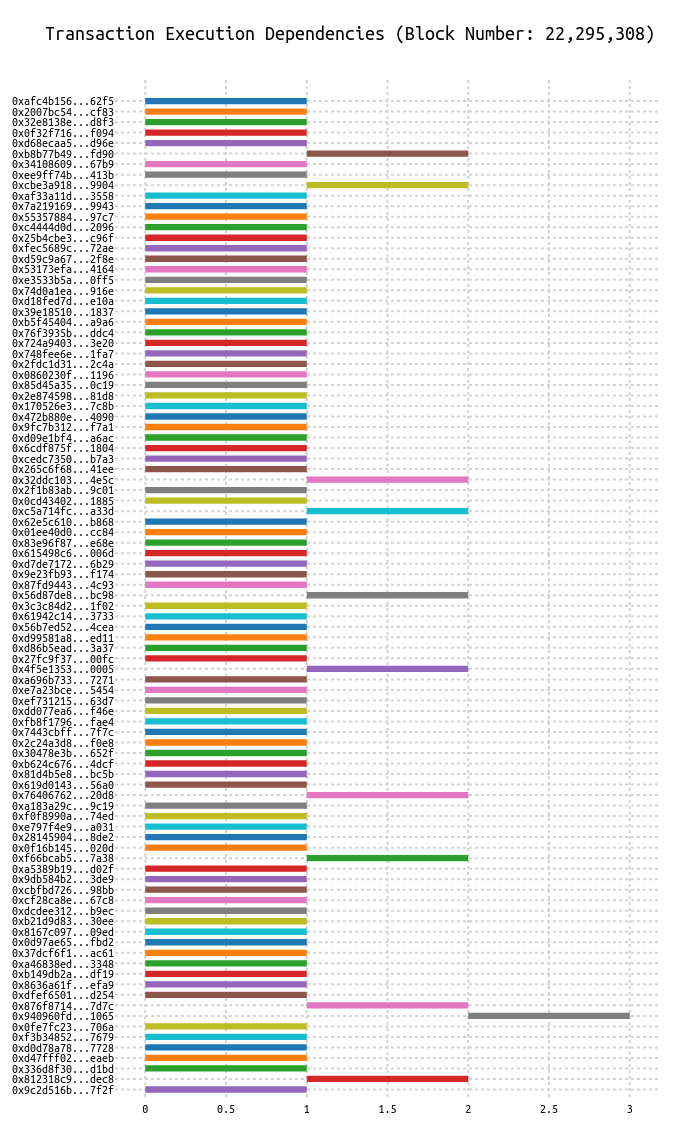 Transaction Execution Dependencies (Block Number: 22,295,308)
0xafc4b156...62f5
0x2007bc54...cf83
0x32e8138e...d8f3
0x0f32f716...f094
0xd68ecaa5...d96e
0xb8b77b49...fd90
0x34108609...67b9
0xee9ff74b...413b
0xcbe3a918...9904
0xaf33a11d...3558
0x7a219169...9943
0x55357884...97c7
0xc4444d0d...2096
0x25b4cbe3...c96f
0xfec5689c...72ae
0xd59c9a67...2f8e
0x53173efa...4164
0xe3533b5a...0ff5
0x74d0a1ea...916e
0xd18fed7d...e10a
0x39e18510...1837
0xb5f45404...a9a6
0x76f3935b...ddc4
0x724a9403...3e20
0x748fee6e...1fa7
0x2fdc1d31...2c4a
0x0860230f...1196
0x85d45a35...0c19
0x2e874598...81d8
0x170526e3...7c8b
0x472b880e...4090
0x9fc7b312...f7a1
0xd09e1bf4...a6ac
0x6cdf875f...1804
0xcedc7350...b7a3
0x265c6f68...41ee
0x32ddc103...4e5c
0x2f1b83ab...9c01
0x0cd43402...1885
0xc5a714fc...a33d
0x62e5c610...b868
0x01ee40d0...cc84
0x83e96f87...e68e
0x615498c6...006d
0xd7de7172...6b29
0x9e23fb93...f174
0x87fd9443...4c93
0x56d87de8...bc98
0x3c3c84d2...1f02
0x61942c14...3733
0x56b7ed52...4cea
0xd99581a8...ed11
0xd86b5ead...3a37
0x27fc9f37...00fc
0x4f5e1353...0005
0xa696b733...7271
0xe7a23bce...5454
0xef731215...63d7
0xdd077ea6...f46e
0xfb8f1796...fae4
0x7443cbff...7f7c
0x2c24a3d8...f0e8
0x30478e3b...652f
0xb624c676...4dcf
0x81d4b5e8...bc5b
0x619d0143...56a0
0x76406762...20d8
0xa183a29c...9c19
0xf0f8990a...74ed
0xe797f4e9...a031
0x28145904...8de2
0x0f16b145...020d
0xf66bcab5...7a38
0xa5389b19...d02f
0x9db584b2...3de9
0xcbfbd726...98bb
0xcf28ca8e...67c8
0xdcdee312...b9ec
0xb21d9d83...30ee
0x8167c097...09ed
0x0d97ae65...fbd2
0x37dcf6f1...ac61
0xa46838ed...3348
0xb149db2a...df19
0x8636a61f...efa9
0xdfef6501...d254
0x876f8714...7d7c
0x940960fd...1065
0x0fe7fc23...706a
0xf3b34852...7679
0xd0d78a78...7728
0xd47fff02...eaeb
0x336d8f30...d1bd
0x812318c9...dec8
0x9c2d516b...7f2f
0 0.5 1 1.5 2 2.5 3